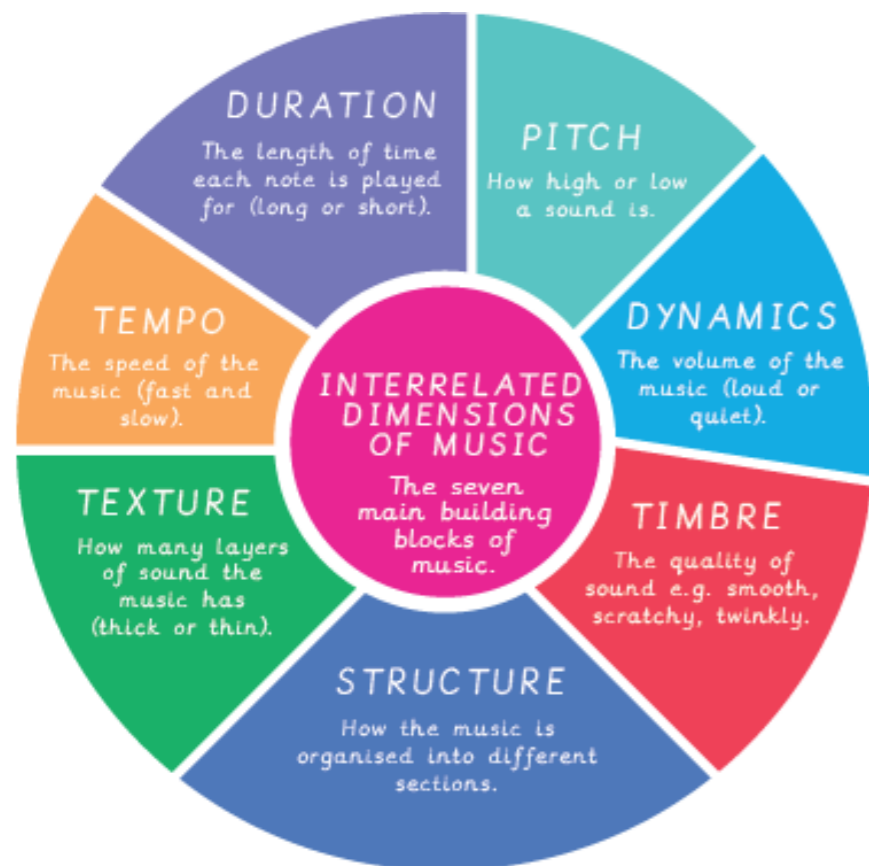 DURATION
The length of time
each note is played
for (long or short).
PITCH
How high or low
a sound is.
DYNAMICS
The volume of the
music (loud or
quiet).
TIMBRE
The quality of
sound e.g. smooth,
scratchy, twinkly.
STRUCTURE
How the music is
organised into different
sections.
TEXTURE
How many layers
of sound the
music has
(thick or thin).
TEMPO
The speed of the
music (fast and
slow).
INTERRELATED
DIMENSIONS
OF MUSIC
The seven
main building
blocks of
music.